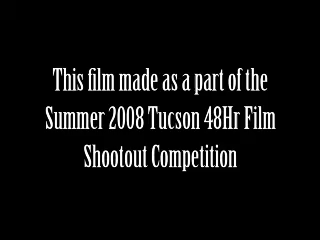 This film made as a part of the
Summer 2008 Tucson 48Hr Film
Shootout Competition